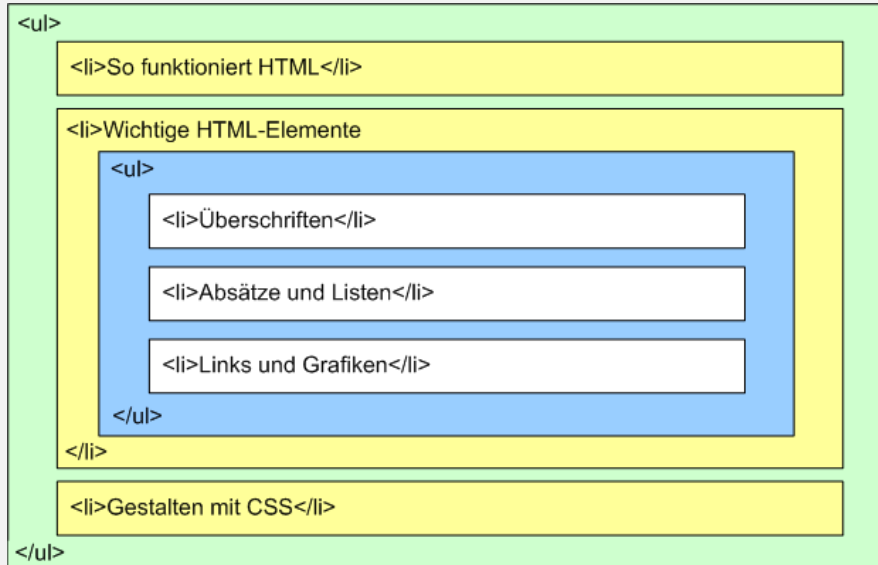 <ul>
<li>So funktioniert HTML</li>
<li>Wichtige HTML-Elemente
<ul>
<li>Überschriften</li>
<li>Absätze und Listen</li>
<li>Links und Grafiken</li>
</ul>
</li>
<li>Gestalten mit CSS</li>
</ul>